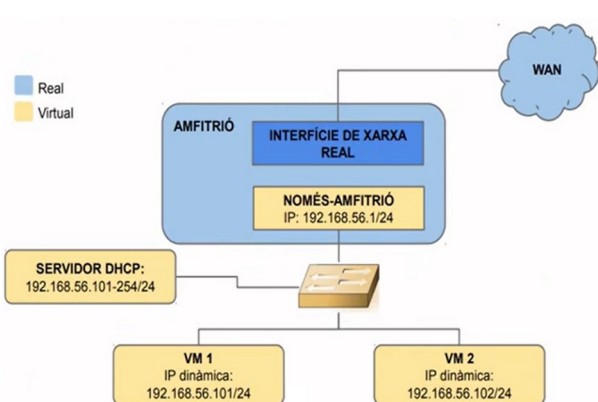 WAN
Real
Virtual
AMFITRIÓ
INTERFÍCIE DE XARXA
REAL
NOMÉS-AMFITRIÓ
IP: 192.168.56.1/24
SERVIDOR DHCP:
192.168.56.101-254/24
VM 1
IP dinàmica:
192.168.56.101/24
VM 2
IP dinàmica:
192.168.56.102/24